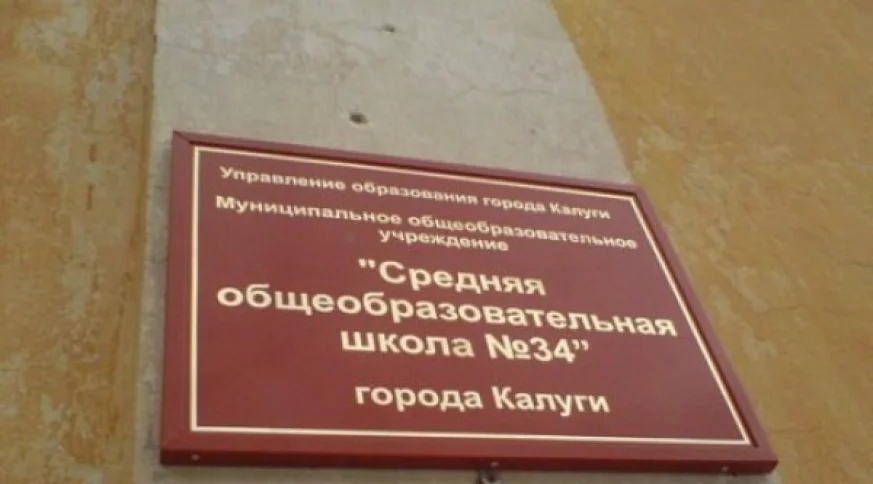 Управление образования города Калуги
Муниципальное общеобразовательное
учреждение
"Средняя
общеобразовательная
школа №34”
города Калуги